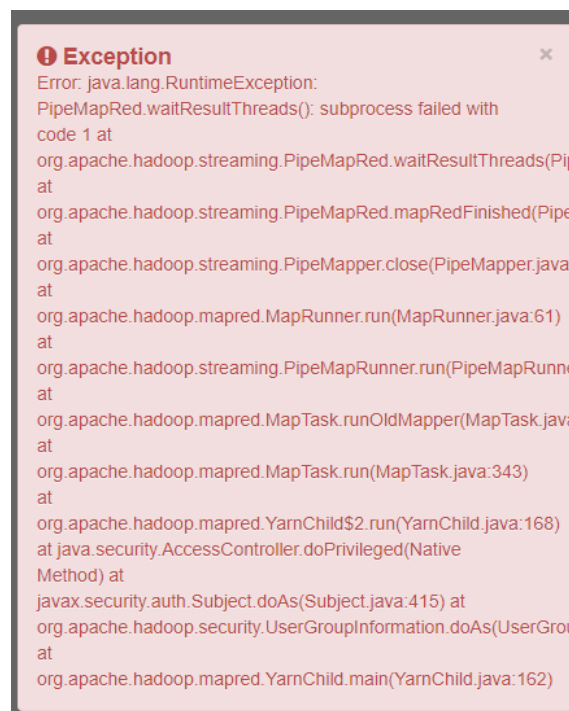 Exception ×
Error: java.lang.RuntimeException:
PipeMapRed.waitResultThreads(): subprocess failed with
code 1 at
org.apache.hadoop.streaming.PipeMapRed.waitResultThreads(Pip
at
org.apache.hadoop.streaming.PipeMapRed.mapRedFinished(Pipe
at
org.apache.hadoop.streaming.PipeMapper.close(PipeMapper.java
at
org.apache.hadoop.mapred.MapRunner.run(MapRunner.java:61)
at
org.apache.hadoop.streaming.PipeMapRunner.run(PipeMapRunne
at
org.apache.hadoop.mapred.MapTask.runOldMapper(MapTask.java
at
org.apache.hadoop.mapred.MapTask.run(MapTask.java:343)
at
org.apache.hadoop.mapred.YarnChild$2.run(YarnChild.java:168)
at java.security.AccessController.doPrivileged(Native
Method) at
javax.security.auth.Subject.doAs(Subject.java:415) at
org.apache.hadoop.security.UserGroupInformation.doAs(UserGrou
at
org.apache.hadoop.mapred.YarnChild.main(YarnChild.java:162)